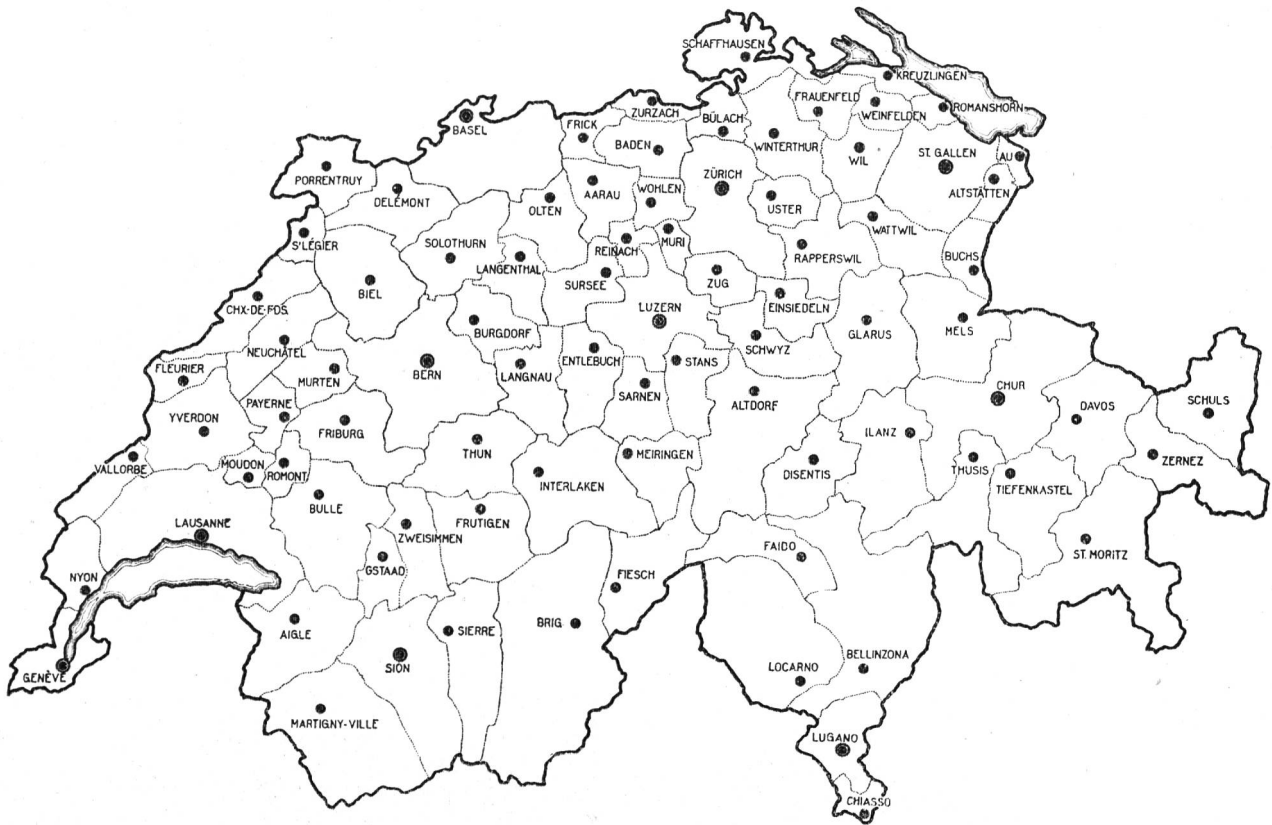 SCHAFFHAUSEN
KREUZLINGEN
FRAUENFELD
ROMANSHORN
ZURZACH
WEINFELDEN
BASEL
FRICK
BÜLACH
BADEN
WINTERTHUR
WIL
ST. GALLEN
AU
PORRENTRUY
ZÜRICH
DELÉMONT
AARAU
WOHLEN
OLTEN
USTER
ALTSTÄTTEN
S'LÉGIER
SOLOTHURN
REINACH
MURI
WATTWIL
LANGENTHAL
RAPPERSWIL
BUCHS
BIEL
SURSEE
ZUG
CHX-DE-FDS.
LUZERN
EINSIEDELN
BURGDORF
GLARUS
MELS
NEUCHÂTEL
SCHWYZ
FLEURIER
MURTEN
BERN
LANGNAU
ENTLEBUCH
STANS
SARNEN
ALTDORF
CHUR
PAYERNE
DAVOS
SCHULS
YVERDON
FRIBURG
ILANZ
THUN
MEIRINGEN
VALLORBE
MOUDON
ROMONT
DISENTIS
THUSIS
ZERNEZ
INTERLAKEN
TIEFENKASTEL
BULLE
LAUSANNE
ZWEISIMMEN
FRUTIGEN
FAIDO
ST. MORITZ
GSTAAD
NYON
FIESCH
AIGLE
SIERRE
BRIG
GENÈVE
SION
LOCARNO
BELLINZONA
MARTIGNY-VILLE
LUGANO
CHIASSO